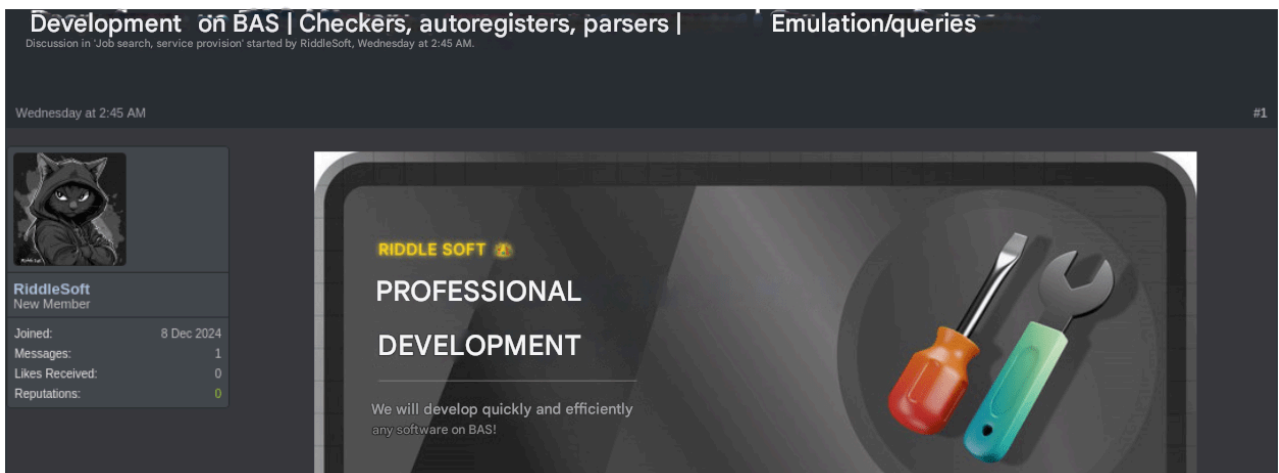 Development on BAS | Checkers, autoregisters, parsers | Emulation/queries
Discussion in 'Job search, service provision' started by RiddleSoft, Wednesday at 2:45 AM.
Wednesday at 2:45 AM #1
RiddleSoft
New Member
Joined: 8 Dec 2024
Messages: 1
Likes Received: 0
Reputations: 0
RIDDLE SOFT
PROFESSIONAL
DEVELOPMENT
We will develop quickly and efficiently
any software on BAS!